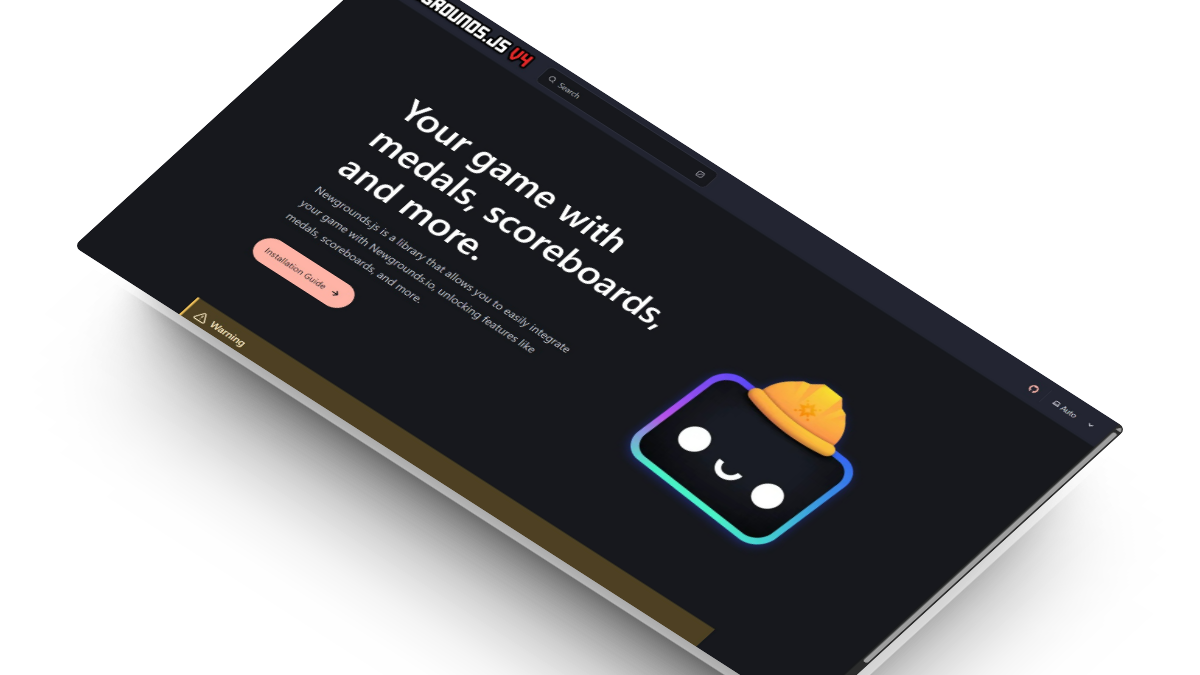 GROUNDS.JS V4
Search
Your game with
medals, scoreboards,
and more.
Newgrounds.js is a library that allows you to easily integrate
your game with Newgrounds.io, unlocking features like
medals, scoreboards, and more.
Installation Guide
Warning
Auto